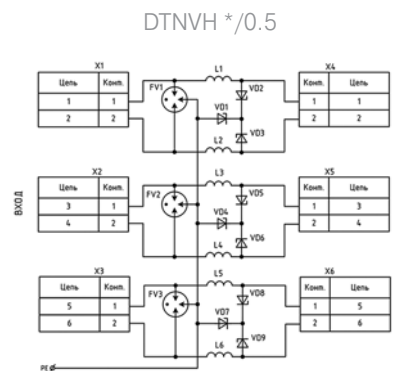 DTNVH */0.5
X1 L1 X4
Цепь Конт. FV1 VD2 Конт. Цепь
1 1 VD1 1 1
2 2 VD3 2 2
L2
X2 L3 X5
ВХОД
Цепь Конт. FV2 VD5 Конт. Цепь
3 1 VD4 1 3
4 2 VD6 2 4
L4
X3 L5 X6
Цепь Конт. FV3 VD8 Конт. Цепь
5 1 VD7 1 5
6 2 VD9 2 6
L6
PE